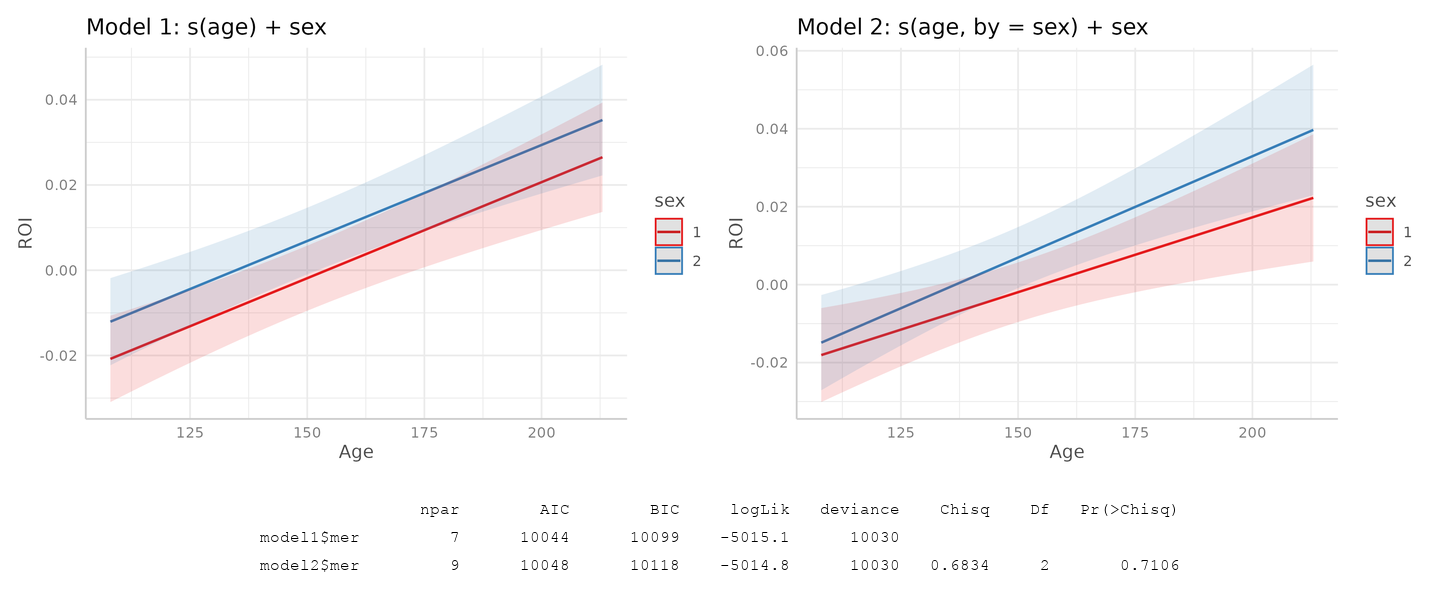 Model 1: s(age) + sex
0.04
0.02
0.00
-0.02
ROI
125 150 175 200
Age
sex
1
2
Model 2: s(age, by = sex) + sex
0.06
0.04
0.02
0.00
-0.02
ROI
125 150 175 200
Age
sex
1
2
npar AIC BIC logLik deviance Chisq Df Pr(>Chisq)
model1$mer 7 10044 10099 -5015.1 10030
model2$mer 9 10048 10118 -5014.8 10030 0.6834 2 0.7106